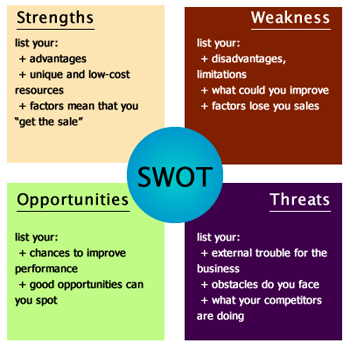 Strengths
list your:
+ advantages
+ unique and low-cost
resources
+ factors mean that you
"get the sale”
Weakness
list your:
+ disadvantages,
limitations
+ what could you improve
+ factors lose you sales
SWOT
Opportunities
list your:
+ chances to improve
performance
+ good opportunities can
you spot
Threats
list your:
+ external trouble for the
business
+ obstacles do you face
+ what your competitors
are doing